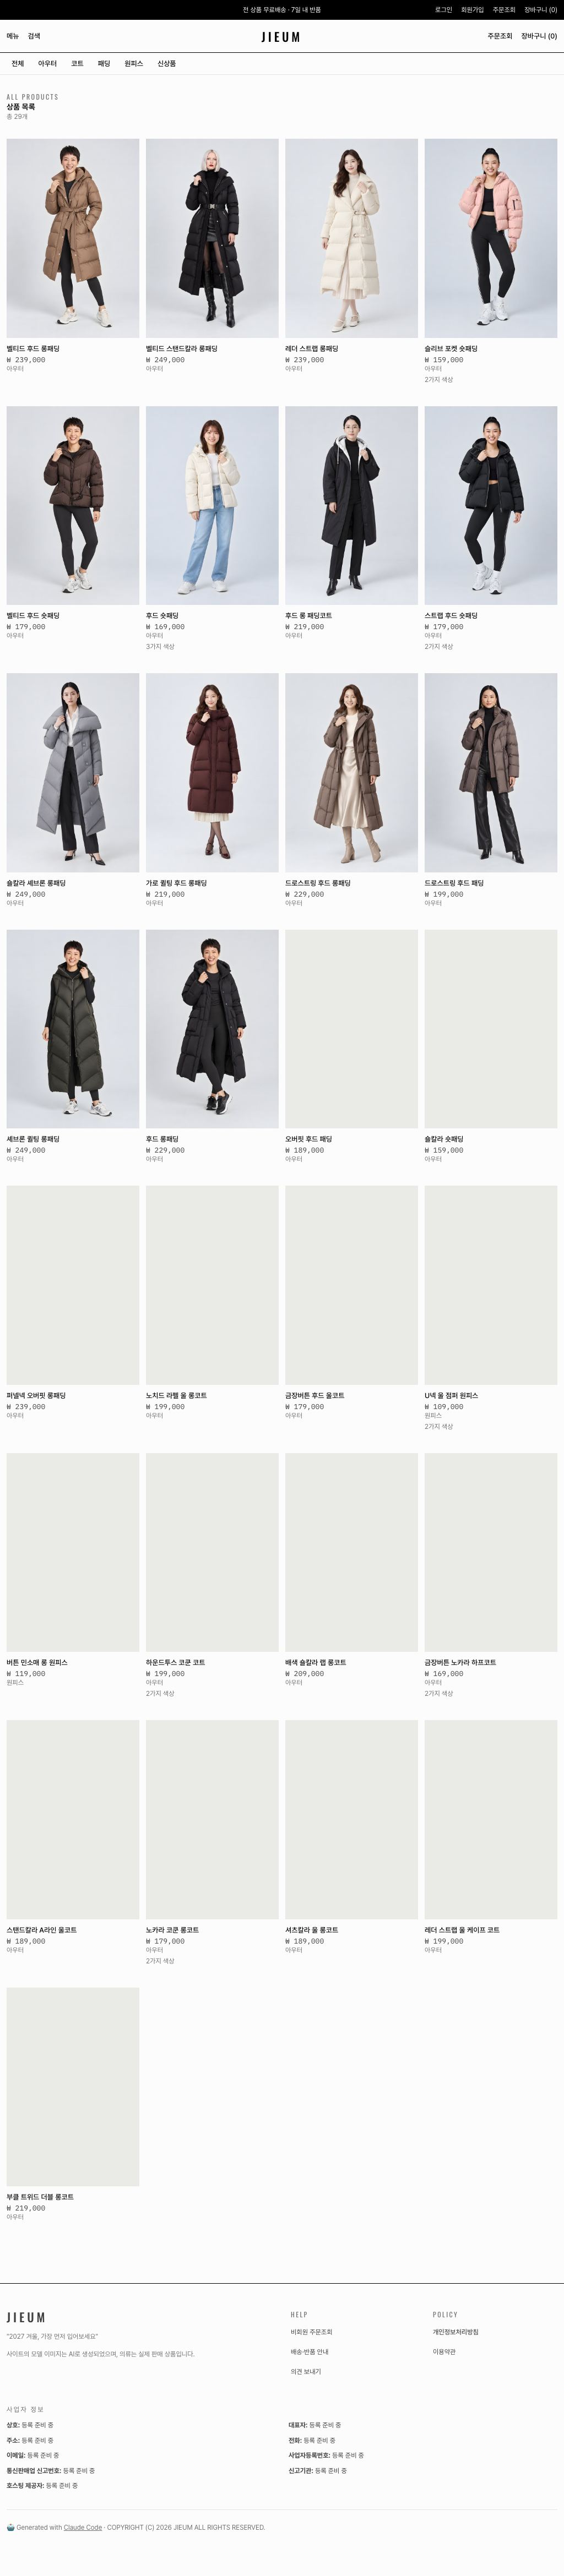 전 상품 무료배송 · 7일 내 반품
로그인 회원가입 주문조회 장바구니 (0)
메뉴 검색
JIEUM
주문조회 장바구니 (0)
전체 아우터 코트 패딩 원피스 신상품
ALL PRODUCTS
상품 목록
총 29개
벨티드 후드 롱패딩
₩ 239,000
아우터
벨티드 스탠드칼라 롱패딩
₩ 249,000
아우터
레더 스트랩 롱패딩
₩ 239,000
아우터
슬리브 포켓 숏패딩
₩ 159,000
아우터
2가지 색상
벨티드 후드 숏패딩
₩ 179,000
아우터
후드 숏패딩
₩ 169,000
아우터
3가지 색상
후드 롱 패딩코트
₩ 219,000
아우터
스트랩 후드 숏패딩
₩ 179,000
아우터
2가지 색상
숄칼라 셰브론 롱패딩
₩ 249,000
아우터
가로 퀼팅 후드 롱패딩
₩ 219,000
아우터
드로스트링 후드 롱패딩
₩ 229,000
아우터
드로스트링 후드 패딩
₩ 199,000
아우터
셰브론 퀼팅 롱패딩
₩ 249,000
아우터
후드 롱패딩
₩ 229,000
아우터
오버핏 후드 패딩
₩ 189,000
아우터
숄칼라 숏패딩
₩ 159,000
아우터
퍼넬넥 오버핏 롱패딩
₩ 239,000
아우터
노치드 라펠 울 롱코트
₩ 199,000
아우터
금장버튼 후드 울코트
₩ 179,000
아우터
U넥 울 점퍼 원피스
₩ 109,000
원피스
2가지 색상
버튼 민소매 롱 원피스
₩ 119,000
원피스
하운드투스 코쿤 코트
₩ 199,000
아우터
2가지 색상
배색 숄칼라 랩 롱코트
₩ 209,000
아우터
금장버튼 노카라 하프코트
₩ 169,000
아우터
2가지 색상
스탠드칼라 A라인 울코트
₩ 189,000
아우터
노카라 코쿤 롱코트
₩ 179,000
아우터
2가지 색상
셔츠칼라 울 롱코트
₩ 189,000
아우터
레더 스트랩 울 케이프 코트
₩ 199,000
아우터
부클 트위드 더블 롱코트
₩ 219,000
아우터
JIEUM
"2027 겨울, 가장 먼저 입어보세요"
사이트의 모델 이미지는 AI로 생성되었으며, 의류는 실제 판매 상품입니다.
HELP
비회원 주문조회
배송·반품 안내
의견 보내기
POLICY
개인정보처리방침
이용약관
사업자 정보
상호: 등록 준비 중
대표자: 등록 준비 중
주소: 등록 준비 중
전화: 등록 준비 중
이메일: 등록 준비 중
사업자등록번호: 등록 준비 중
통신판매업 신고번호: 등록 준비 중
신고기관: 등록 준비 중
호스팅 제공자: 등록 준비 중
Generated with Claude Code · COPYRIGHT (C) 2026 JIEUM ALL RIGHTS RESERVED.